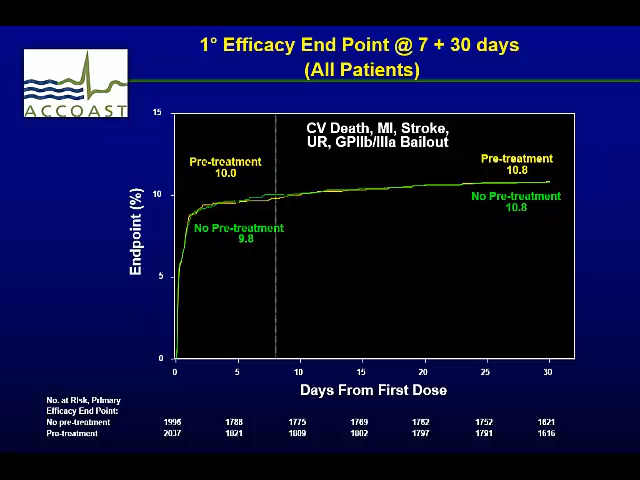 1° Efficacy End Point @ 7 + 30 days
(All Patients)
ACCOAST
15
10
5
0
Endpoint (%)
CV Death, MI, Stroke,
UR, GPIIb/IIIa Bailout
Pre-treatment
10.0
No Pre-treatment
9.8
Pre-treatment
10.8
No Pre-treatment
10.8
0 5 10 15 20 25 30
Days From First Dose
No. at Risk, Primary
Efficacy End Point:
No pre-treatment 1996 1788 1775 1769 1762 1752 1621
Pre-treatment 2037 1821 1809 1802 1797 1791 1616